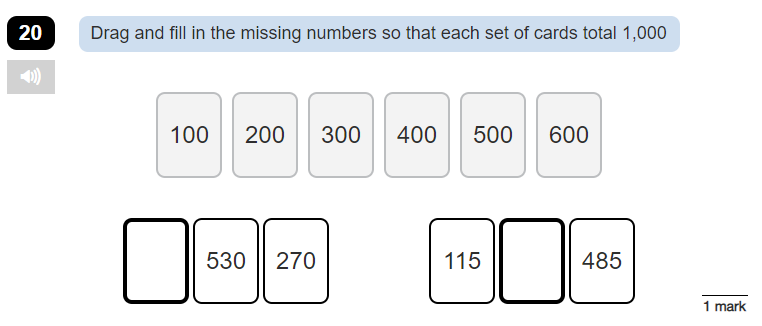 20 Drag and fill in the missing numbers so that each set of cards total 1,000
100 200 300 400 500 600
530 270 115 485
1 mark